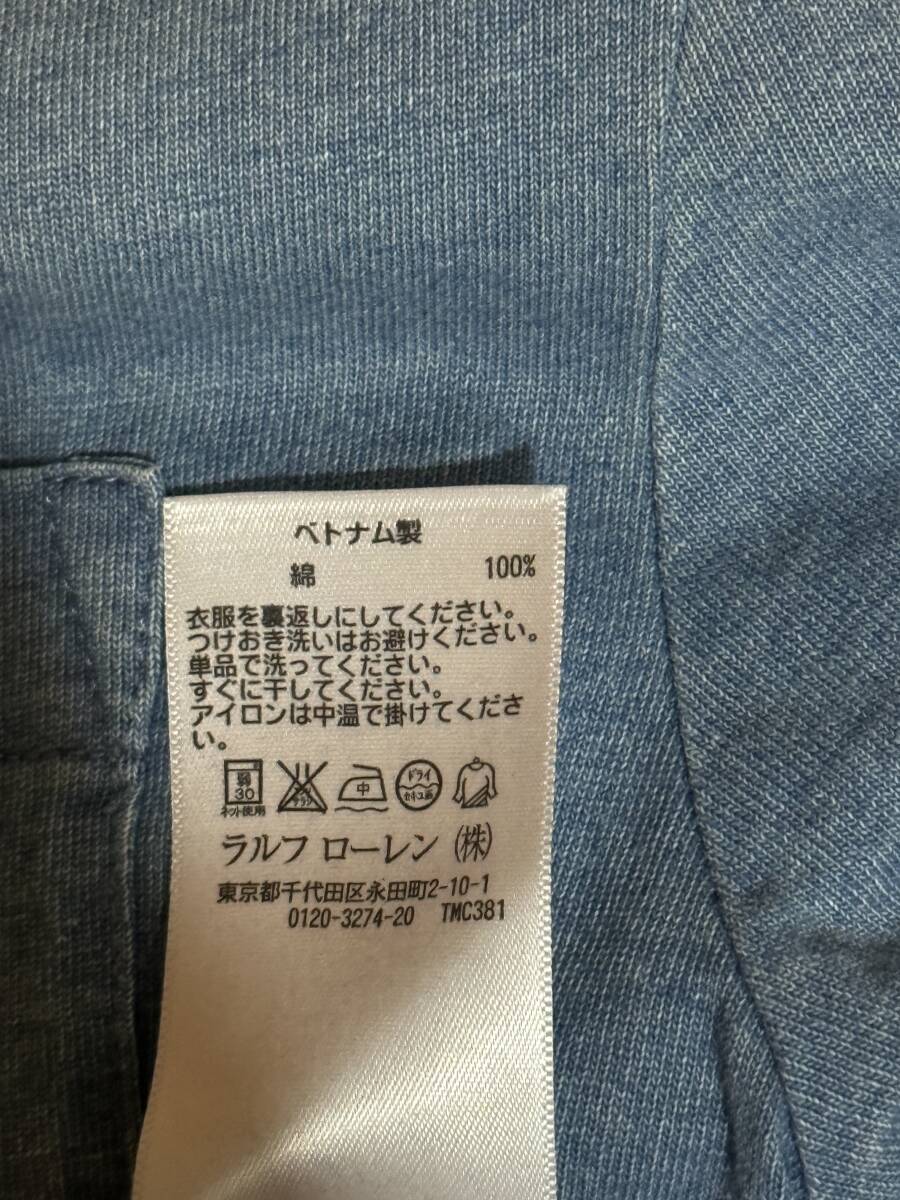 ベトナム製
綿 100%
衣服を裏返しにしてください。
つけおき洗いはお避けください。
単品で洗ってください。
すぐに干してください。
アイロンは中温で掛けてくださ
い。
弱 中 ドライ
30 セキユ系
ネット使用
ラルフ ローレン (株)
東京都千代田区永田町2-10-1
0120-3274-20 TMC381